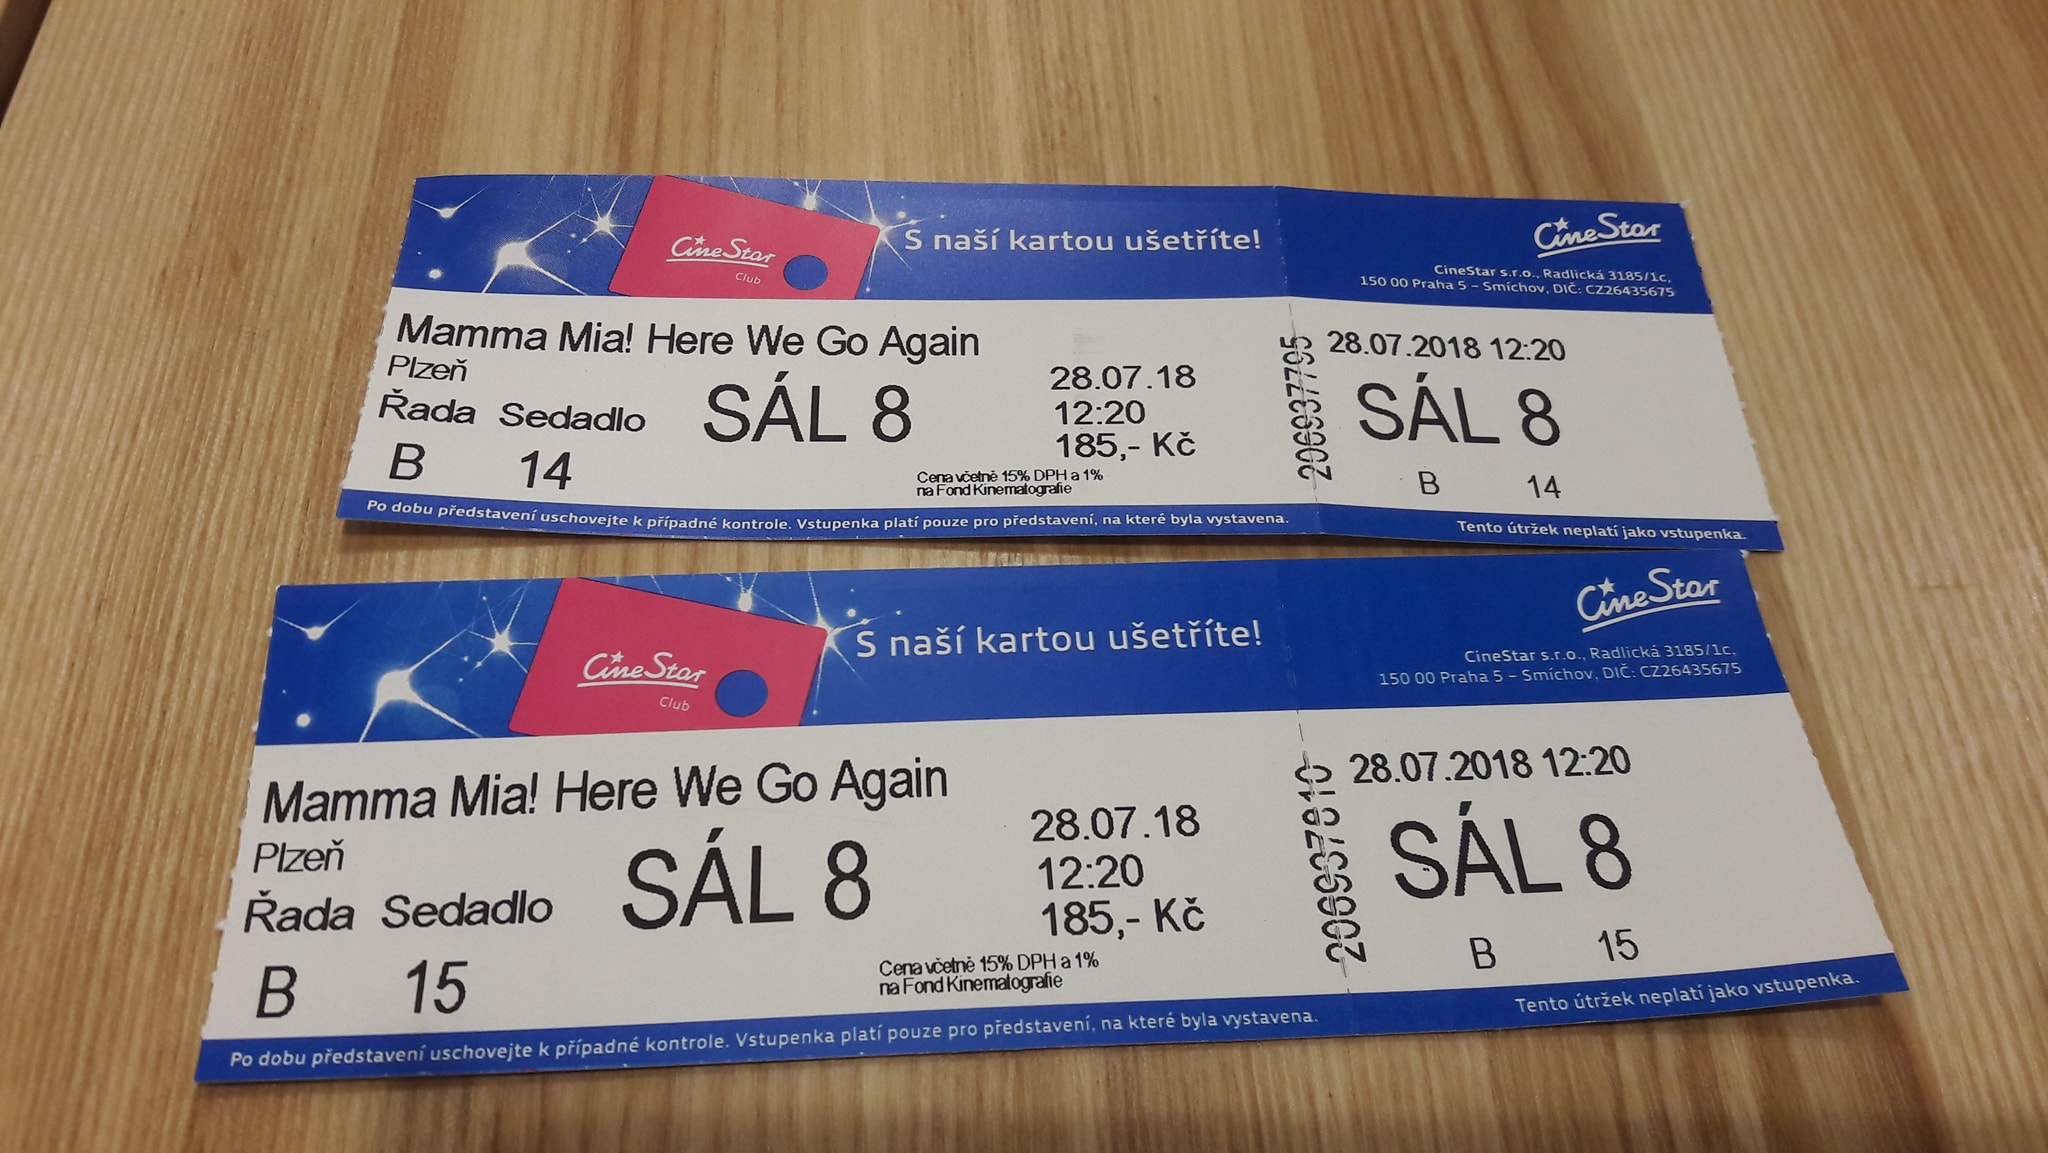 CineStar
Club
S naší kartou ušetříte!
CineStar
CineStar s.r.o., Radlická 3185/1c,
150 00 Praha 5 – Smíchov, DIČ: CZ26435675
Mamma Mia! Here We Go Again
Plzeň
Řada Sedadlo
B 14
SÁL 8
28.07.18
12:20
185,- Kč
Cena včetně 15% DPH a 1%
na Fond Kinematografie
2069937795
28.07.2018 12:20
SÁL 8
B 14
Po dobu představení uschovejte k případné kontrole. Vstupenka platí pouze pro představení, na které byla vystavena.
Tento útržek neplatí jako vstupenka.
CineStar
Club
S naší kartou ušetříte!
CineStar
CineStar s.r.o., Radlická 3185/1c,
150 00 Praha 5 – Smíchov, DIČ: CZ26435675
Mamma Mia! Here We Go Again
Plzeň
Řada Sedadlo
B 15
SÁL 8
28.07.18
12:20
185,- Kč
Cena včetně 15% DPH a 1%
na Fond Kinematografie
2069937810
28.07.2018 12:20
SÁL 8
B 15
Po dobu představení uschovejte k případné kontrole. Vstupenka platí pouze pro představení, na které byla vystavena.
Tento útržek neplatí jako vstupenka.